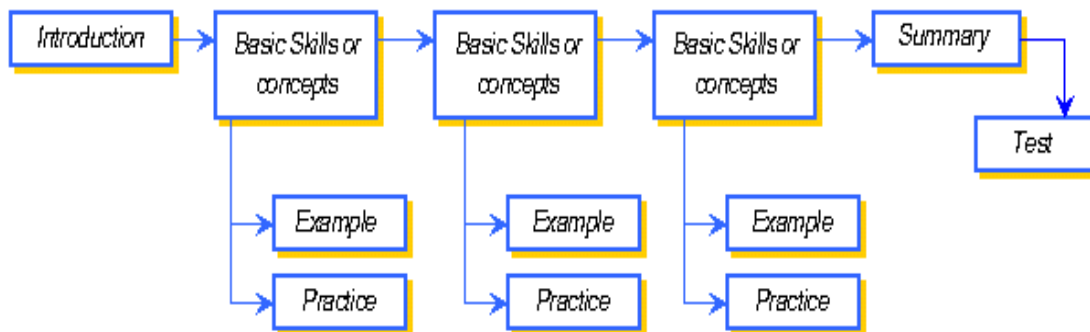 Introduction
Basic Skills or
concepts
Basic Skills or
concepts
Basic Skills or
concepts
Summary
Test
Example
Example
Example
Practice
Practice
Practice